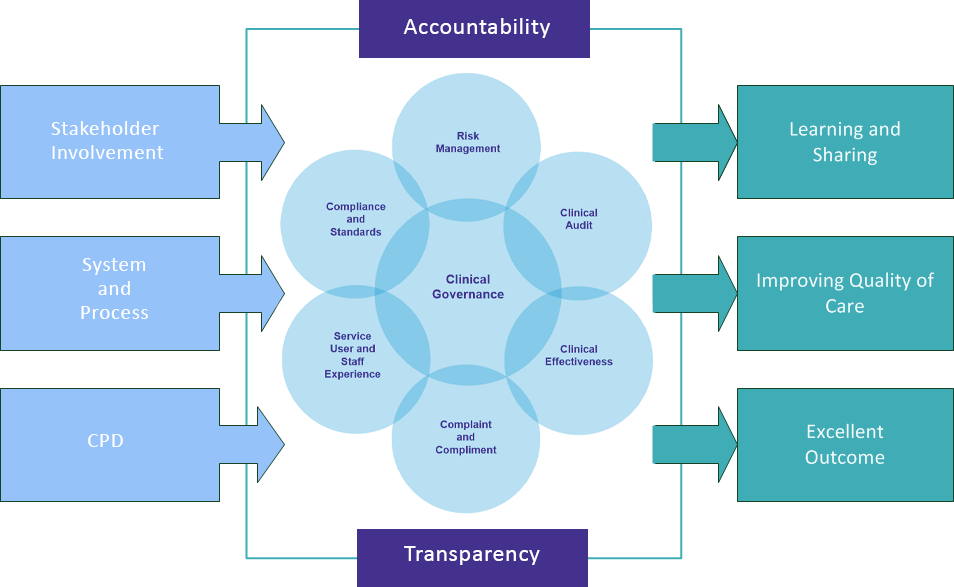 Accountability
Stakeholder
Involvement
System
and
Process
CPD
Risk
Management
Compliance
and
Standards
Clinical
Audit
Clinical
Governance
Service
User and
Staff
Experience
Clinical
Effectiveness
Complaint
and
Compliment
Learning and
Sharing
Improving Quality of
Care
Excellent
Outcome
Transparency